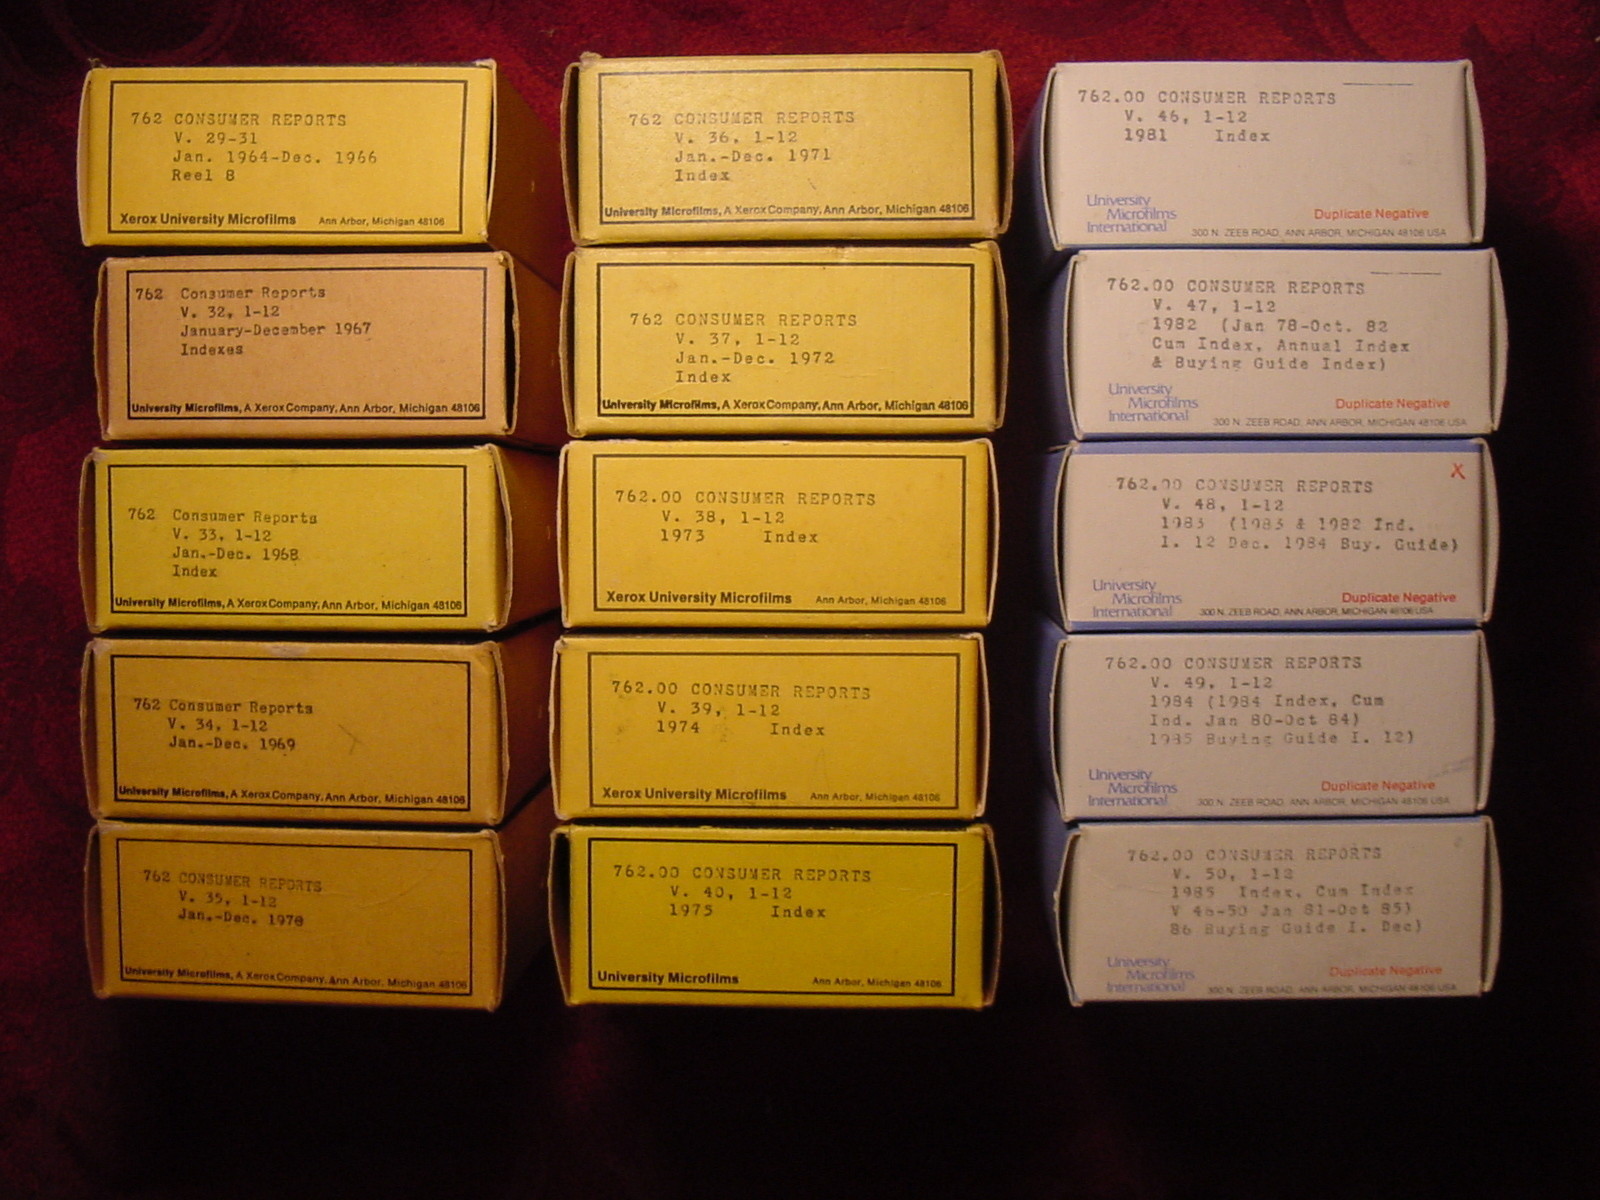 762 CONSUMER REPORTS
V. 29-31
Jan. 1964-Dec. 1966
Reel 8
Xerox University Microfilms Ann Arbor, Michigan 48106
762 Consumer Reports
V. 32, 1-12
January-December 1967
Indexes
University Microfilms, A Xerox Company, Ann Arbor, Michigan 48106
762 Consumer Reports
V. 33, 1-12
Jan.-Dec. 1968
Index
University Microfilms, A Xerox Company, Ann Arbor, Michigan 48106
762 Consumer Reports
V. 34, 1-12
Jan.-Dec. 1969
University Microfilms, A Xerox Company, Ann Arbor, Michigan 48106
762 CONSUMER REPORTS
V. 35, 1-12
Jan.-Dec. 1970
University Microfilms, A Xerox Company, Ann Arbor, Michigan 48106
762 CONSUMER REPORTS
V. 36, 1-12
Jan.-Dec. 1971
Index
University Microfilms, A Xerox Company, Ann Arbor, Michigan 48106
762 CONSUMER REPORTS
V. 37, 1-12
Jan.-Dec. 1972
Index
University Microfilms, A Xerox Company, Ann Arbor, Michigan 48106
762.00 CONSUMER REPORTS
V. 38, 1-12
1973 Index
Xerox University Microfilms Ann Arbor, Michigan 48106
762.00 CONSUMER REPORTS
V. 39, 1-12
1974 Index
Xerox University Microfilms Ann Arbor, Michigan 48106
762.00 CONSUMER REPORTS
V. 40, 1-12
1975 Index
University Microfilms Ann Arbor, Michigan 48106
762.00 CONSUMER REPORTS
V. 46, 1-12
1981 Index
University
Microfilms
International
Duplicate Negative
300 N. ZEEB ROAD, ANN ARBOR, MICHIGAN 48106 USA
762.00 CONSUMER REPORTS
V. 47, 1-12
1982 (Jan 78-Oct. 82
Cum Index, Annual Index
& Buying Guide Index)
University
Microfilms
International
Duplicate Negative
300 N. ZEEB ROAD, ANN ARBOR, MICHIGAN 48106 USA
X
762.00 CONSUMER REPORTS
V. 48, 1-12
1983 (1983 & 1982 Ind.
I. 12 Dec. 1984 Buy. Guide)
University
Microfilms
International
Duplicate Negative
300 N. ZEEB ROAD, ANN ARBOR, MICHIGAN 48106 USA
762.00 CONSUMER REPORTS
V. 49, 1-12
1984 (1984 Index, Cum
Ind. Jan 80-Oct 84)
1985 Buying Guide I. 12)
University
Microfilms
International
Duplicate Negative
300 N. ZEEB ROAD, ANN ARBOR, MICHIGAN 48106 USA
762.00 CONSUMER REPORTS
V. 50, 1-12
1985 Index, Cum Index
V 46-50 Jan 81-Oct 85)
86 Buying Guide I. Dec)
University
Microfilms
International
Duplicate Negative
300 N. ZEEB ROAD, ANN ARBOR, MICHIGAN 48106 USA